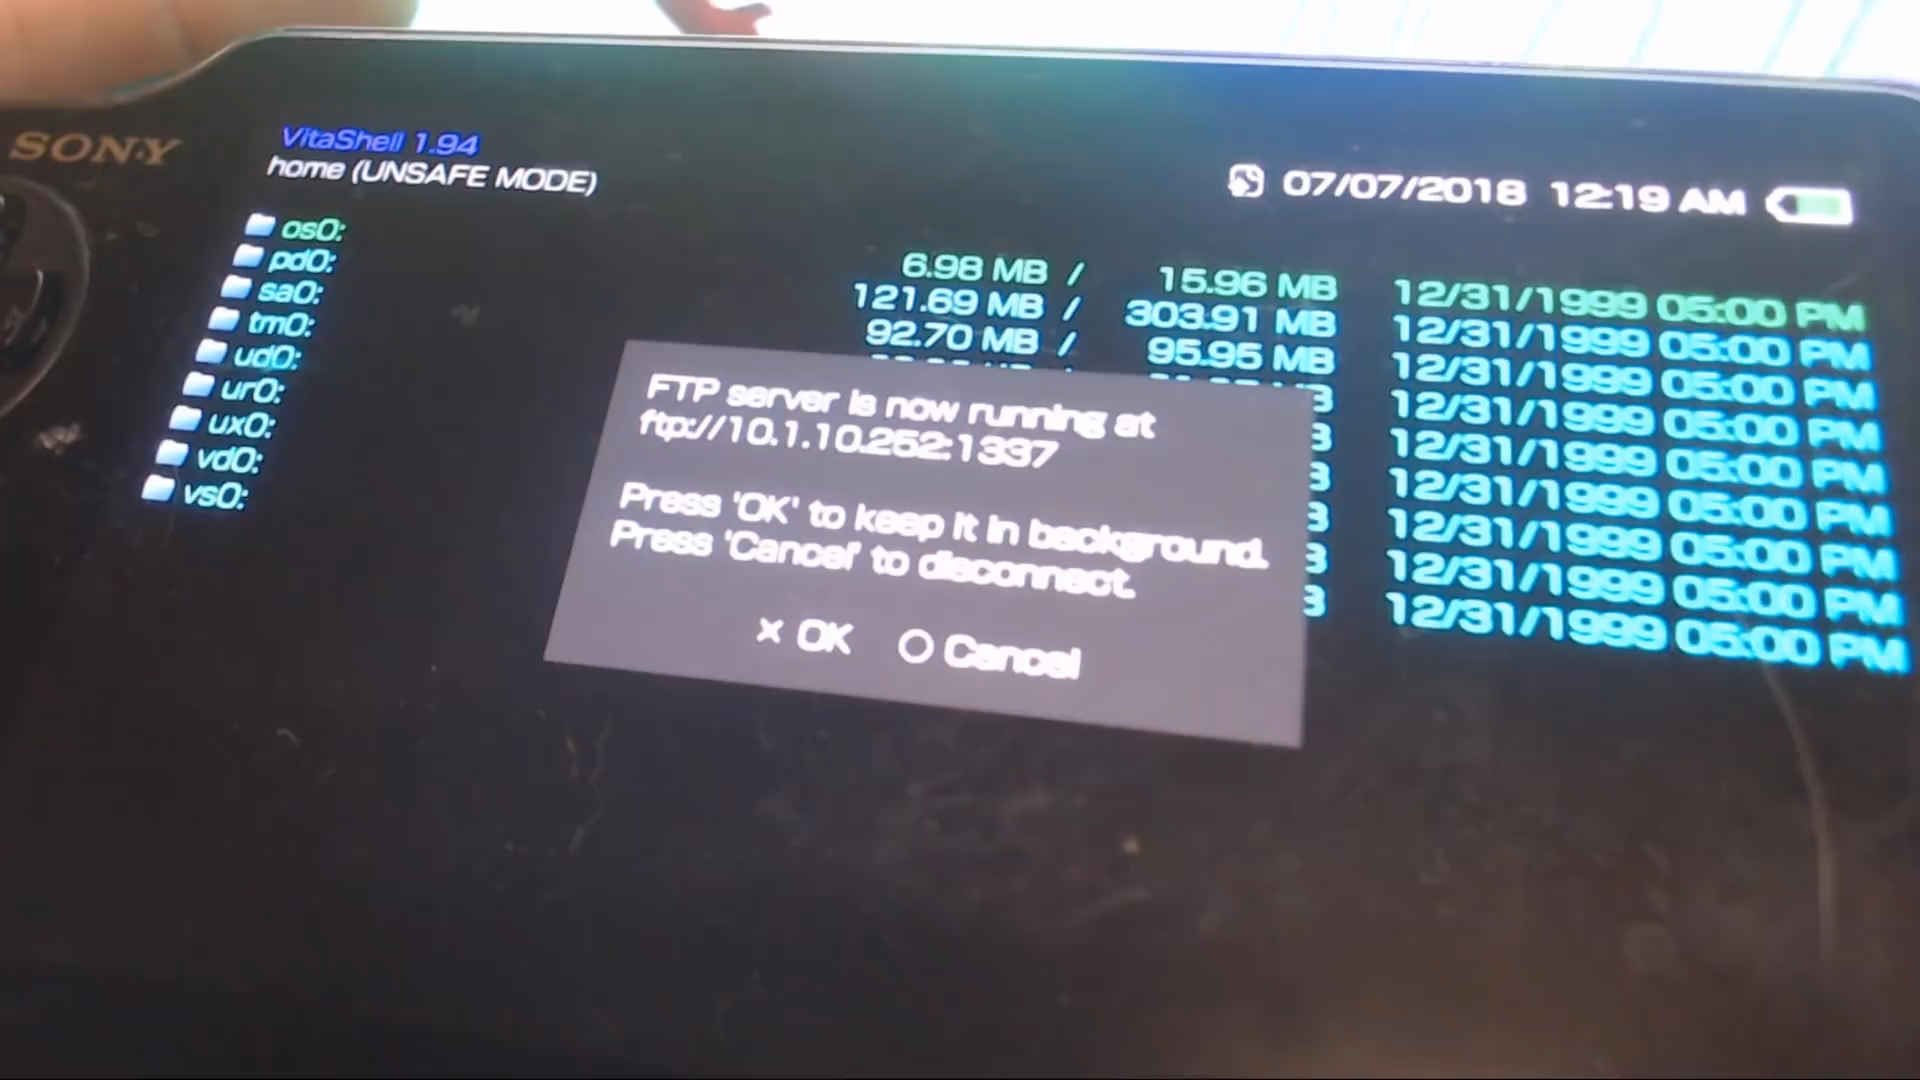 SONY
VitaShell 1.94
home (UNSAFE MODE)
07/07/2018 12:19 AM
os0: 6.98 MB / 15.96 MB 12/31/1999 05:00 PM
pd0: 121.69 MB / 303.91 MB 12/31/1999 05:00 PM
sa0: 92.70 MB / 95.95 MB 12/31/1999 05:00 PM
tm0: 12/31/1999 05:00 PM
ud0: 12/31/1999 05:00 PM
ur0: 12/31/1999 05:00 PM
ux0: 12/31/1999 05:00 PM
vd0: 12/31/1999 05:00 PM
vs0: 12/31/1999 05:00 PM
FTP server is now running at
ftp://10.1.10.252:1337
Press 'OK' to keep it in background.
Press 'Cancel' to disconnect.
X OK O Cancel